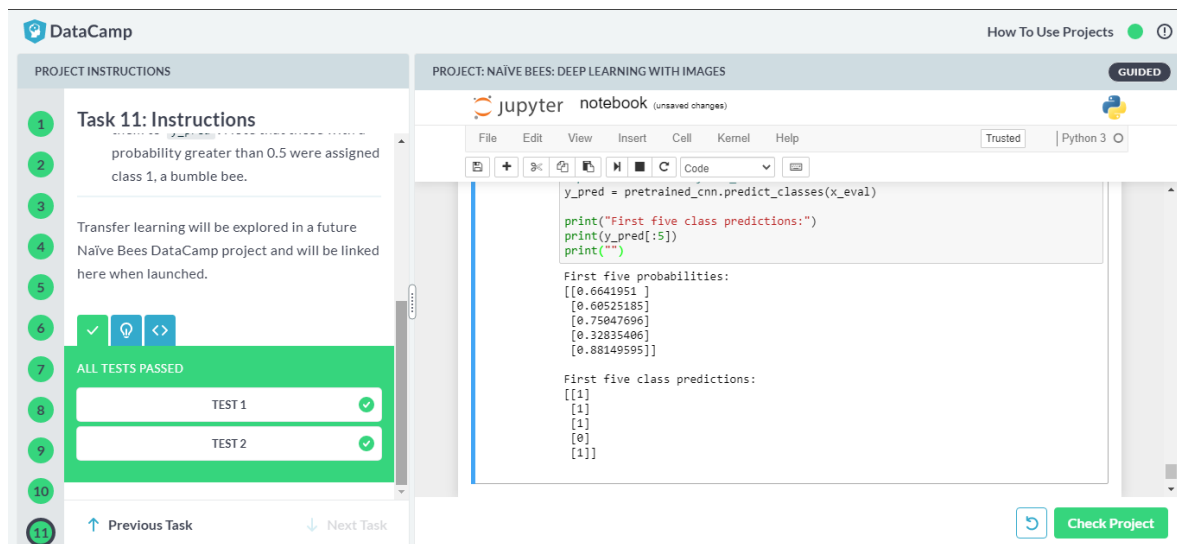 DataCamp
How To Use Projects
PROJECT INSTRUCTIONS
PROJECT: NAÏVE BEES: DEEP LEARNING WITH IMAGES
GUIDED
1
2
3
4
5
6
7
8
9
10
11
Task 11: Instructions
probability greater than 0.5 were assigned
class 1, a bumble bee.
Transfer learning will be explored in a future
Naïve Bees DataCamp project and will be linked
here when launched.
ALL TESTS PASSED
TEST 1
TEST 2
Previous Task
Next Task
jupyter notebook (unsaved changes)
File Edit View Insert Cell Kernel Help
Trusted
Python 3
Code
y_pred = pretrained_cnn.predict_classes(x_eval)
print("First five class predictions:")
print(y_pred[:5])
print("")
First five probabilities:
[[0.6641951 ]
[0.60525185]
[0.75047696]
[0.32835406]
[0.88149595]]
First five class predictions:
[[1]
[1]
[1]
[0]
[1]]
Check Project